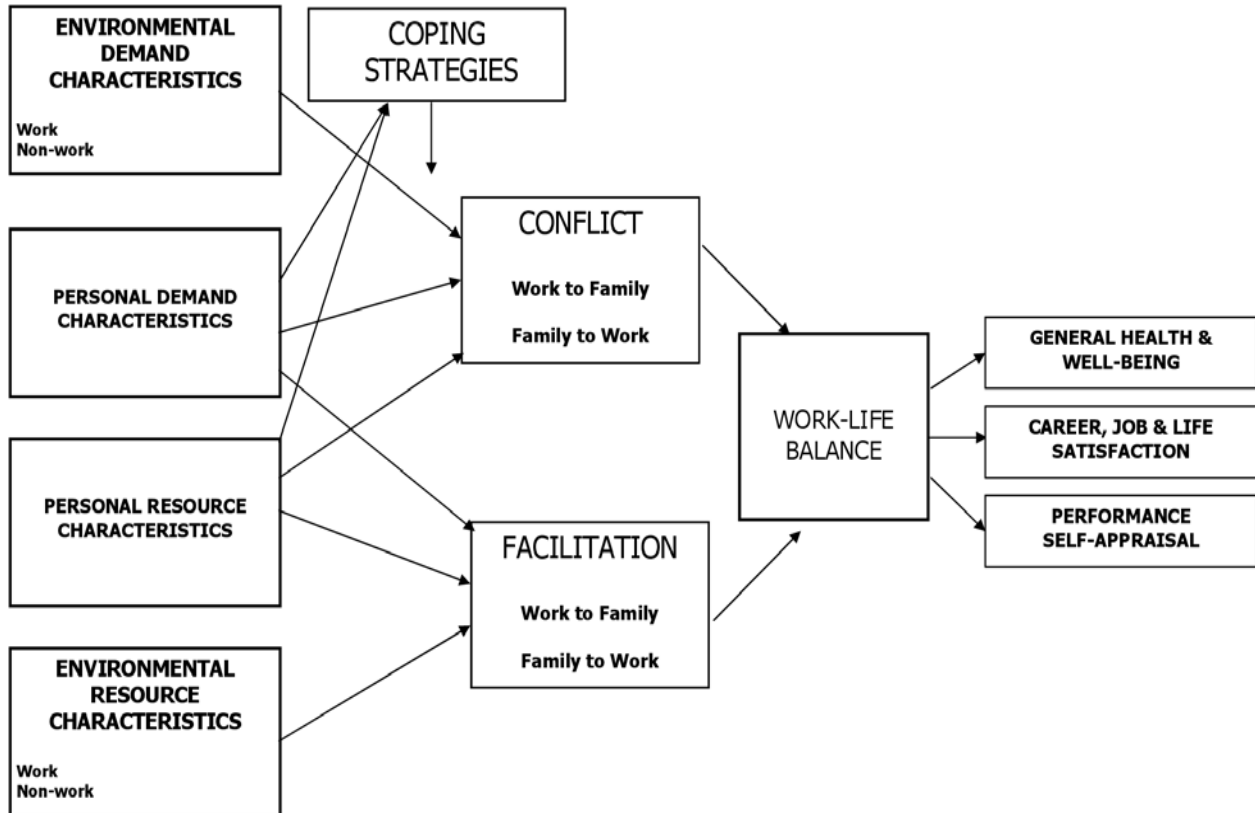 ENVIRONMENTAL
DEMAND
CHARACTERISTICS
Work
Non-work
COPING
STRATEGIES
PERSONAL DEMAND
CHARACTERISTICS
CONFLICT
Work to Family
Family to Work
PERSONAL RESOURCE
CHARACTERISTICS
FACILITATION
Work to Family
Family to Work
ENVIRONMENTAL
RESOURCE
CHARACTERISTICS
Work
Non-work
WORK-LIFE
BALANCE
GENERAL HEALTH &
WELL-BEING
CAREER, JOB & LIFE
SATISFACTION
PERFORMANCE
SELF-APPRAISAL